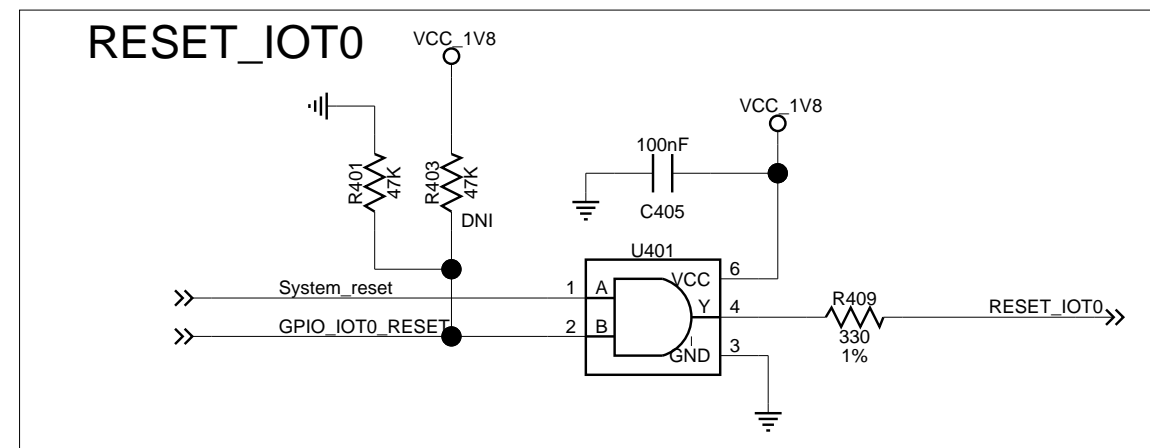 RESET_IOT0
VCC_1V8
VCC_1V8
100nF
R401
47K
R403
47K
DNI
C405
U401
System_reset
1
A
VCC
6
GPIO_IOT0_RESET
2
B
Y
4
GND
3
R409
330
1%
RESET_IOT0